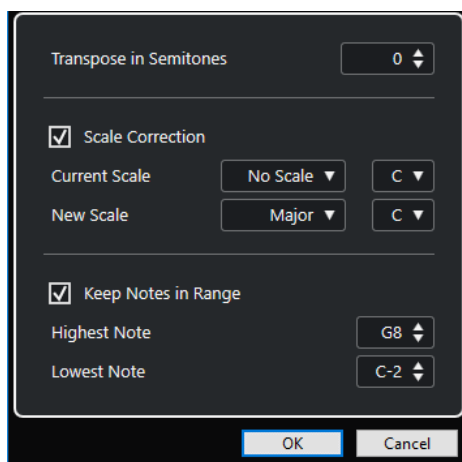 Transpose in Semitones 0
Scale Correction
Current Scale No Scale C
New Scale Major C
Keep Notes in Range
Highest Note G8
Lowest Note C-2
OK Cancel